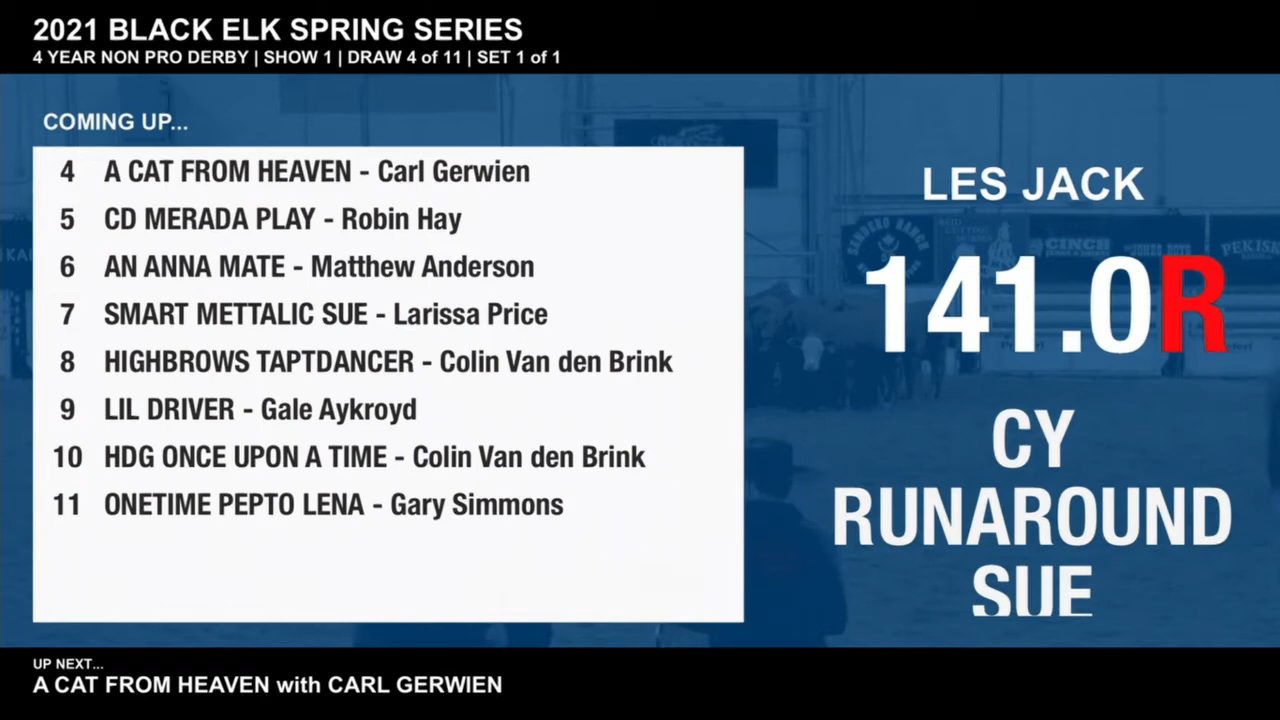 2021 BLACK ELK SPRING SERIES
4 YEAR NON PRO DERBY | SHOW 1 | DRAW 4 of 11 | SET 1 of 1
COMING UP...
4 A CAT FROM HEAVEN - Carl Gerwien
5 CD MERADA PLAY - Robin Hay
6 AN ANNA MATE - Matthew Anderson
7 SMART METTALIC SUE - Larissa Price
8 HIGHBROWS TAPTDANCER - Colin Van den Brink
9 LIL DRIVER - Gale Aykroyd
10 HDG ONCE UPON A TIME - Colin Van den Brink
11 ONETIME PEPTO LENA - Gary Simmons
LES JACK
141.0R
CY
RUNAROUND
SUE
CINCH
PEKISK
UP NEXT...
A CAT FROM HEAVEN with CARL GERWIEN